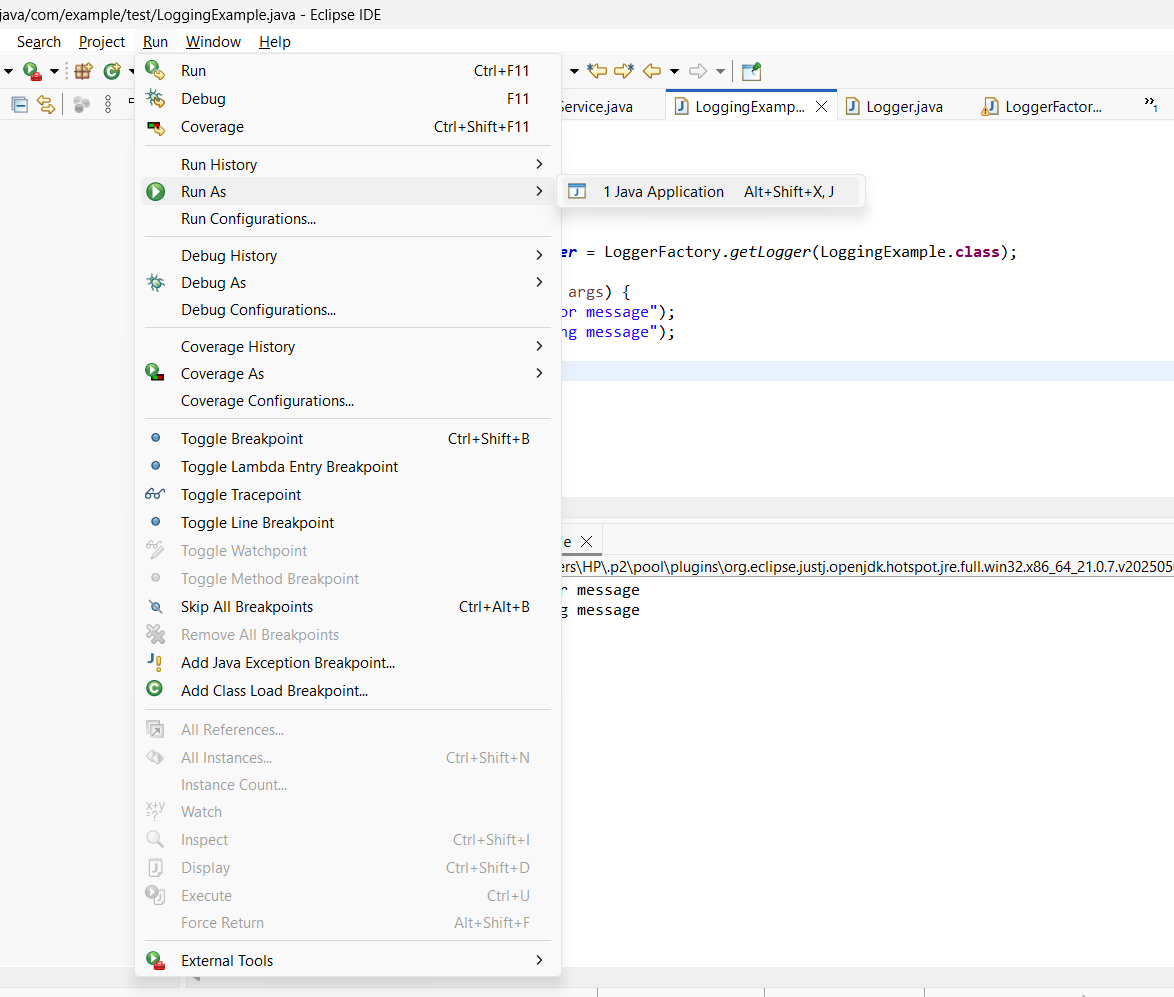 java/com/example/test/LoggingExample.java - Eclipse IDE
Search Project Run Window Help
Run Ctrl+F11
Debug F11
Coverage Ctrl+Shift+F11
Service.java LoggingExamp... Logger.java LoggerFactor... 1
Run History
Run As
1 Java Application Alt+Shift+X, J
Run Configurations...
Debug History
er = LoggerFactory.getLogger(LoggingExample.class);
Debug As
args) {
Debug Configurations...
or message");
ng message");
Coverage History
Coverage As
Coverage Configurations...
Toggle Breakpoint Ctrl+Shift+B
Toggle Lambda Entry Breakpoint
Toggle Tracepoint
Toggle Line Breakpoint
e
Toggle Watchpoint
ers\HP\.p2\pool\plugins\org.eclipse.justj.openjdk.hotspot.jre.full.win32.x86_64_21.0.7.v202505
Toggle Method Breakpoint
r message
Skip All Breakpoints Ctrl+Alt+B
g message
Remove All Breakpoints
Add Java Exception Breakpoint...
Add Class Load Breakpoint...
All References...
All Instances... Ctrl+Shift+N
Instance Count...
Watch
Inspect Ctrl+Shift+I
Display Ctrl+Shift+D
Execute Ctrl+U
Force Return Alt+Shift+F
External Tools